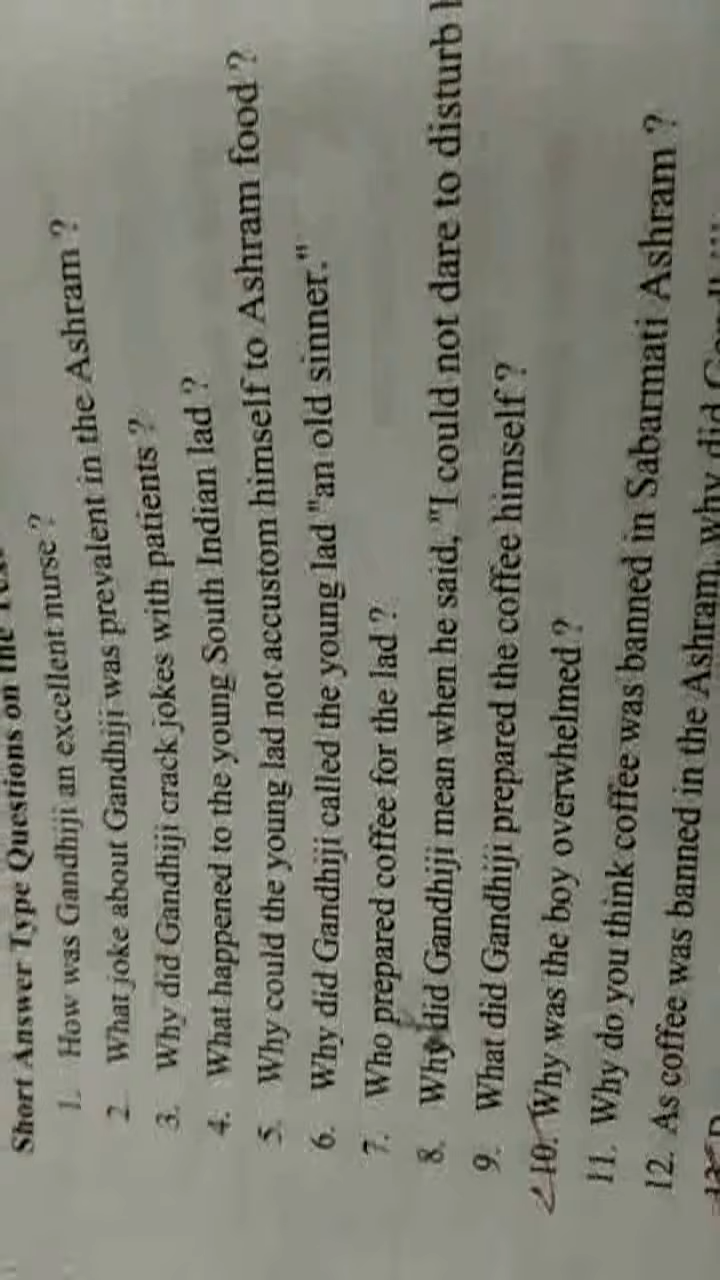 Short Answer Type Questions on the
1. How was Gandhiji an excellent nurse ?
2. What joke about Gandhiji was prevalent in the Ashram ?
3. Why did Gandhiji crack jokes with patients ?
4. What happened to the young South Indian lad ?
5. Why could the young lad not accustom himself to Ashram food ?
6. Why did Gandhiji called the young lad "an old sinner."
7. Who prepared coffee for the lad ?
8. Why did Gandhiji mean when he said, "I could not dare to disturb
9. What did Gandhiji prepared the coffee himself ?
10. Why was the boy overwhelmed ?
11. Why do you think coffee was banned in Sabarmati Ashram ?
12. As coffee was banned in the Ashram, why did